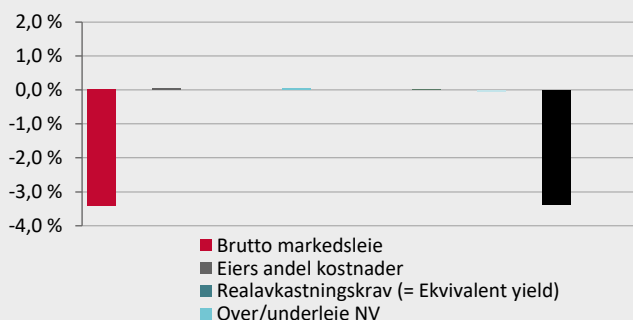 2,0 %
1,0 %
0,0 %
-1,0 %
-2,0 %
-3,0 %
-4,0 %
Brutto markedsleie
Eiers andel kostnader
Realavkastningskrav (= Ekvivalent yield)
Over/underleie NV